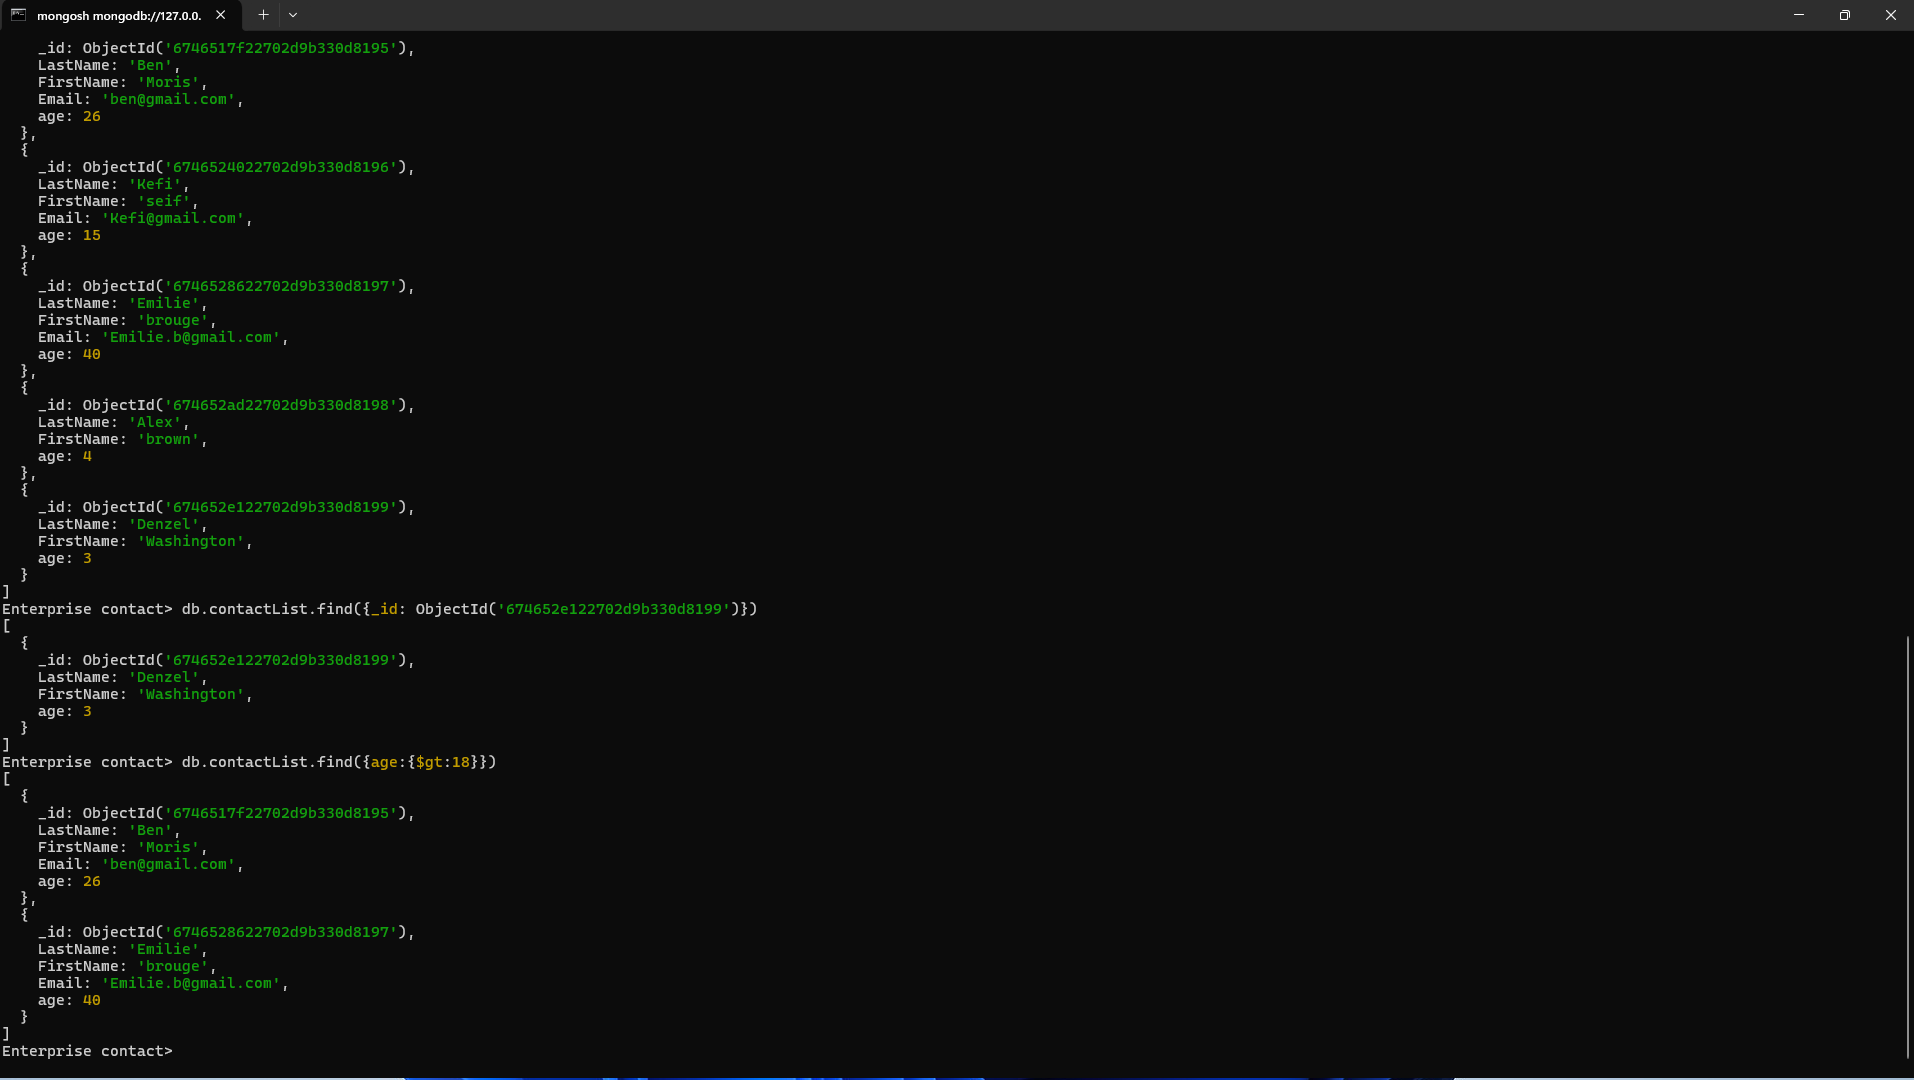 mongosh mongodb://127.0.0.
_id: ObjectId('6746517f22702d9b330d8195'),
LastName: 'Ben',
FirstName: 'Moris',
Email: 'ben@gmail.com',
age: 26
},
{
_id: ObjectId('6746524022702d9b330d8196'),
LastName: 'Kefi',
FirstName: 'seif',
Email: 'Kefi@gmail.com',
age: 15
},
{
_id: ObjectId('6746528622702d9b330d8197'),
LastName: 'Emilie',
FirstName: 'brouge',
Email: 'Emilie.b@gmail.com',
age: 40
},
{
_id: ObjectId('674652ad22702d9b330d8198'),
LastName: 'Alex',
FirstName: 'brown',
age: 4
},
{
_id: ObjectId('674652e122702d9b330d8199'),
LastName: 'Denzel',
FirstName: 'Washington',
age: 3
}
]
Enterprise contact> db.contactList.find({_id: ObjectId('674652e122702d9b330d8199')})
[
{
_id: ObjectId('674652e122702d9b330d8199'),
LastName: 'Denzel',
FirstName: 'Washington',
age: 3
}
]
Enterprise contact> db.contactList.find({age:{$gt:18}})
[
{
_id: ObjectId('6746517f22702d9b330d8195'),
LastName: 'Ben',
FirstName: 'Moris',
Email: 'ben@gmail.com',
age: 26
},
{
_id: ObjectId('6746528622702d9b330d8197'),
LastName: 'Emilie',
FirstName: 'brouge',
Email: 'Emilie.b@gmail.com',
age: 40
}
]
Enterprise contact>